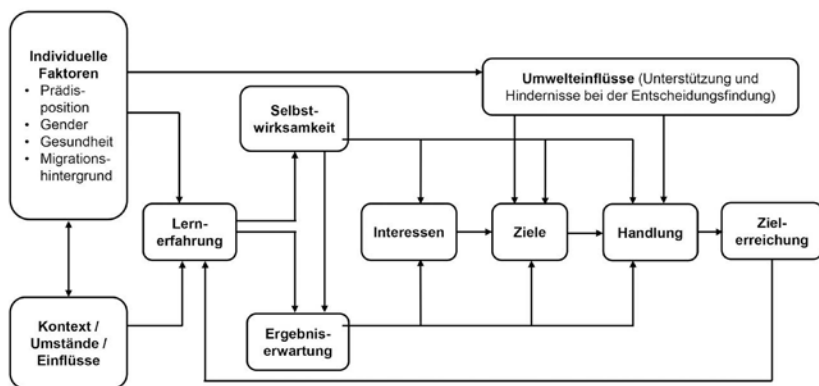 Individuelle
Faktoren
• Prädis-
position
• Gender
• Gesundheit
• Migrations-
hintergrund
Umwelteinflüsse (Unterstützung und
Hindernisse bei der Entscheidungsfindung)
Selbst-
wirksamkeit
Lern-
erfahrung
Interessen
Ziele
Handlung
Ziel-
erreichung
Kontext /
Umstände /
Einflüsse
Ergebnis-
erwartung